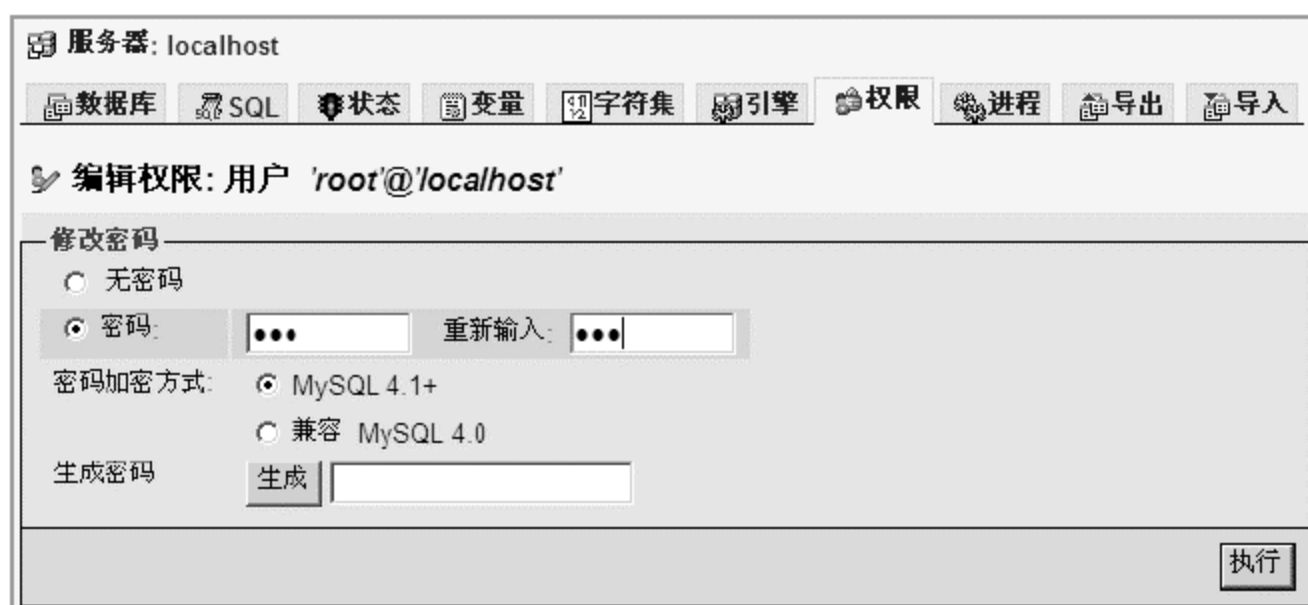 服务器: localhost
数据库 SQL 状态 变量 字符集 引擎 权限 进程 导出 导入
编辑权限: 用户 'root'@'localhost'
修改密码
无密码
密码: ●●● 重新输入: ●●●
密码加密方式: MySQL 4.1+
兼容 MySQL 4.0
生成密码 生成
执行